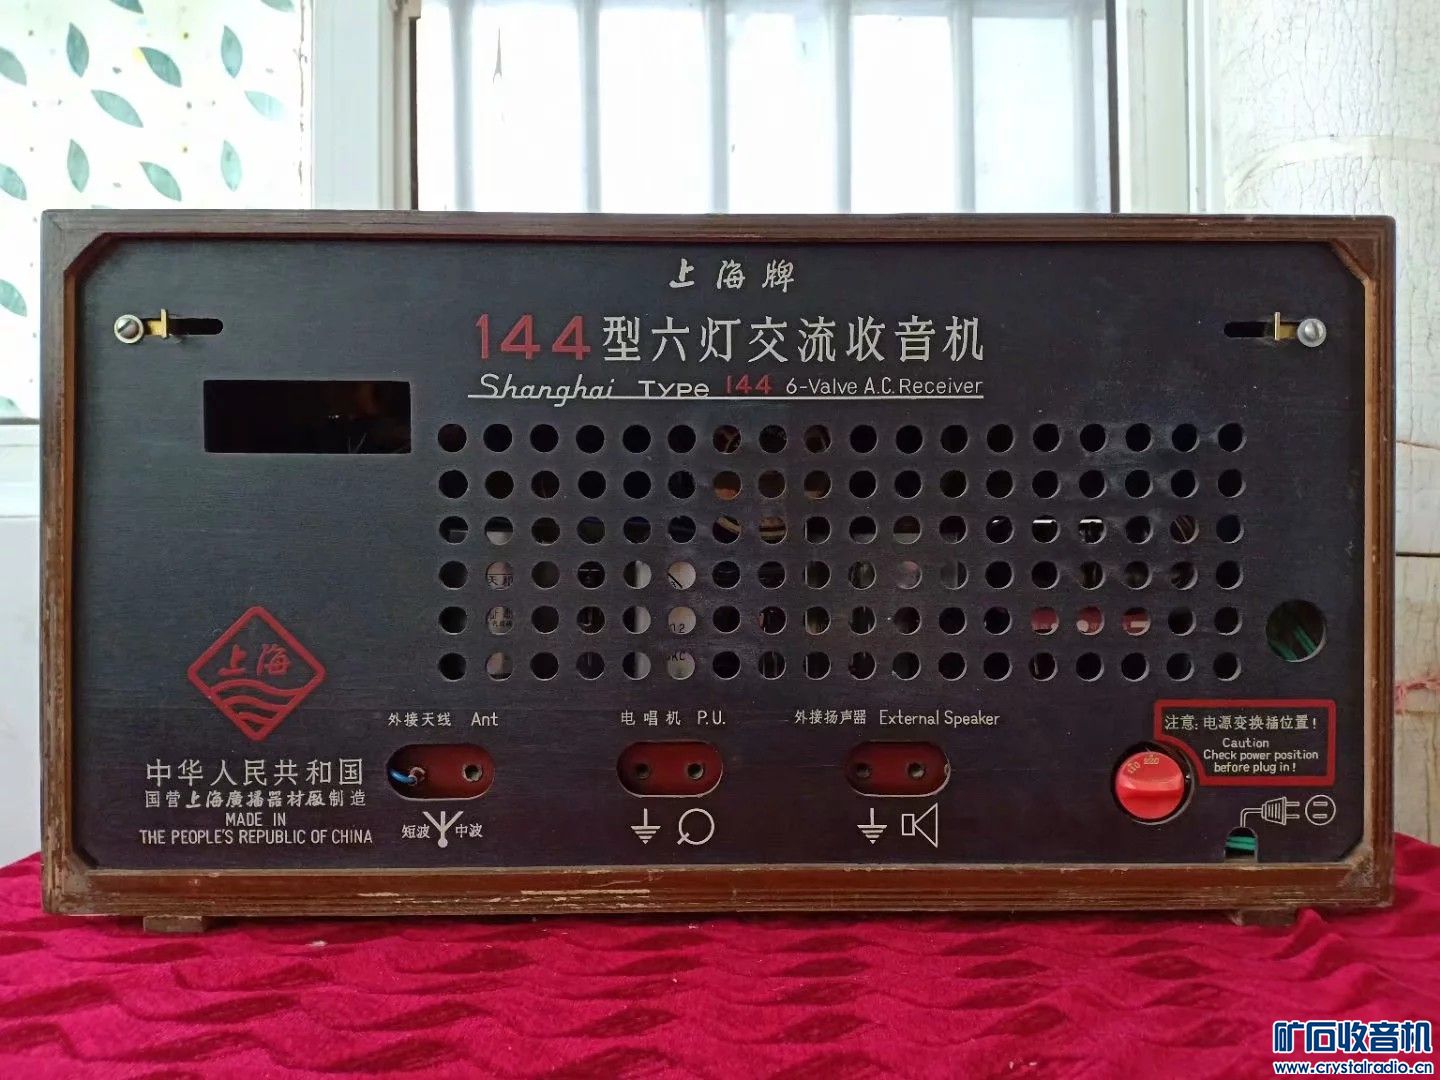 上海牌
144型六灯交流收音机
Shanghai Type 144 6-Valve A.C. Receiver
上海
中华人民共和国
国营上海廣播器材厰制造
MADE IN
THE PEOPLE'S REPUBLIC OF CHINA
外接天线 Ant
短波 中波
电唱机 P.U.
外接扬声器 External Speaker
110 220
注意：电源变换插位置！
Caution
Check power position
before plug in!
矿石收音机
www.crystalradio.cn